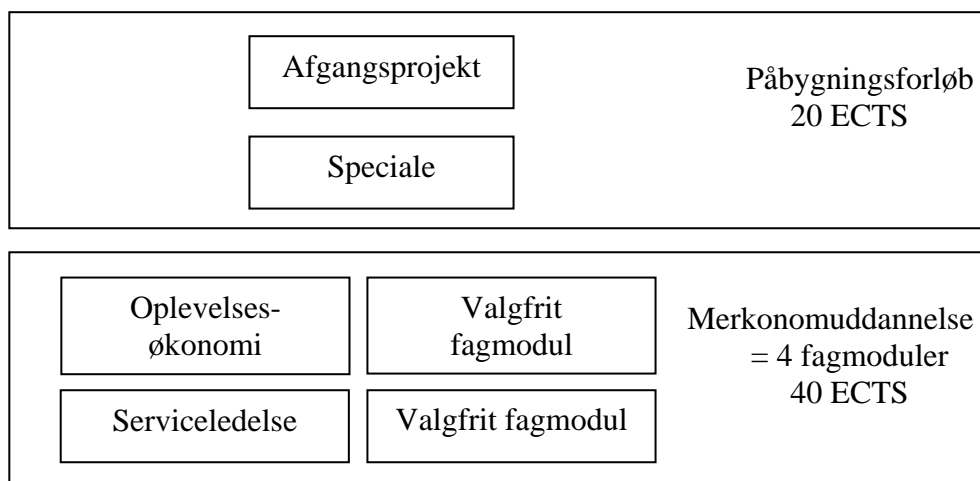 Afgangsprojekt
Speciale
Påbygningsforløb
20 ECTS
Oplevelses-
økonomi
Valgfrit
fagmodul
Serviceledelse
Valgfrit fagmodul
Merkonomuddannelse
= 4 fagmoduler
40 ECTS